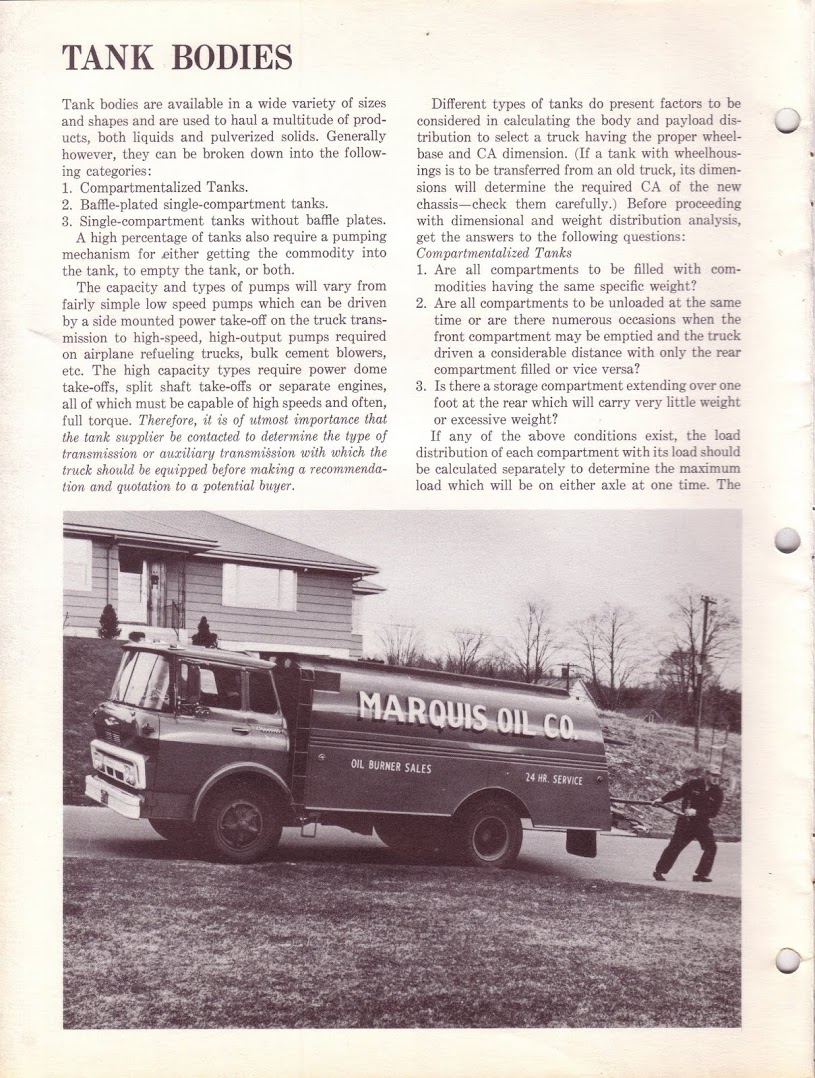 TANK BODIES
Tank bodies are available in a wide variety of sizes
and shapes and are used to haul a multitude of prod-
ucts, both liquids and pulverized solids. Generally
however, they can be broken down into the follow-
ing categories:
1. Compartmentalized Tanks.
2. Baffle-plated single-compartment tanks.
3. Single-compartment tanks without baffle plates.
A high percentage of tanks also require a pumping
mechanism for either getting the commodity into
the tank, to empty the tank, or both.
The capacity and types of pumps will vary from
fairly simple low speed pumps which can be driven
by a side mounted power take-off on the truck trans-
mission to high-speed, high-output pumps required
on airplane refueling trucks, bulk cement blowers,
etc. The high capacity types require power dome
take-offs, split shaft take-offs or separate engines,
all of which must be capable of high speeds and often,
full torque. Therefore, it is of utmost importance that
the tank supplier be contacted to determine the type of
transmission or auxiliary transmission with which the
truck should be equipped before making a recommenda-
tion and quotation to a potential buyer.
Different types of tanks do present factors to be
considered in calculating the body and payload dis-
tribution to select a truck having the proper wheel-
base and CA dimension. (If a tank with wheelhous-
ings is to be transferred from an old truck, its dimen-
sions will determine the required CA of the new
chassis—check them carefully.) Before proceeding
with dimensional and weight distribution analysis,
get the answers to the following questions:
Compartmentalized Tanks
1. Are all compartments to be filled with com-
modities having the same specific weight?
2. Are all compartments to be unloaded at the same
time or are there numerous occasions when the
front compartment may be emptied and the truck
driven a considerable distance with only the rear
compartment filled or vice versa?
3. Is there a storage compartment extending over one
foot at the rear which will carry very little weight
or excessive weight?
If any of the above conditions exist, the load
distribution of each compartment with its load should
be calculated separately to determine the maximum
load which will be on either axle at one time. The
MARQUIS OIL CO.
OIL BURNER SALES
24 HR. SERVICE